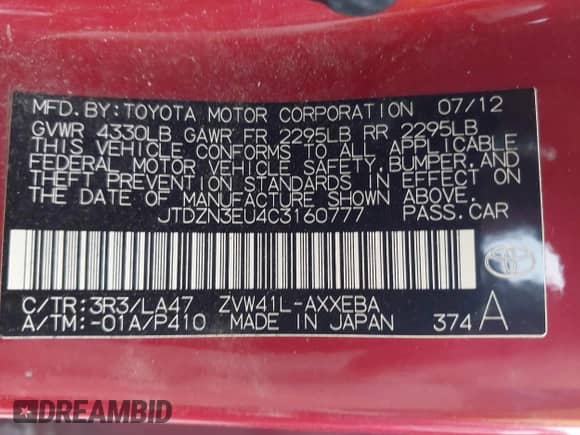 MFD.BY:TOYOTA MOTOR CORPORATION 07/12
GVWR 4330LB GAWR FR 2295LB RR 2295LB
THIS VEHICLE CONFORMS TO ALL APPLICABLE
FEDERAL MOTOR VEHICLE SAFETY,BUMPER,AND
THEFT PREVENTION STANDARDS IN EFFECT ON
THE DATE OF MANUFACTURE SHOWN ABOVE.
JTDZN3EU4C3160777 PASS.CAR
C/TR:3R3/LA47 ZVW41L-AXXEBA
A/TM:-01A/P410 MADE IN JAPAN 374 A
DREAMBID